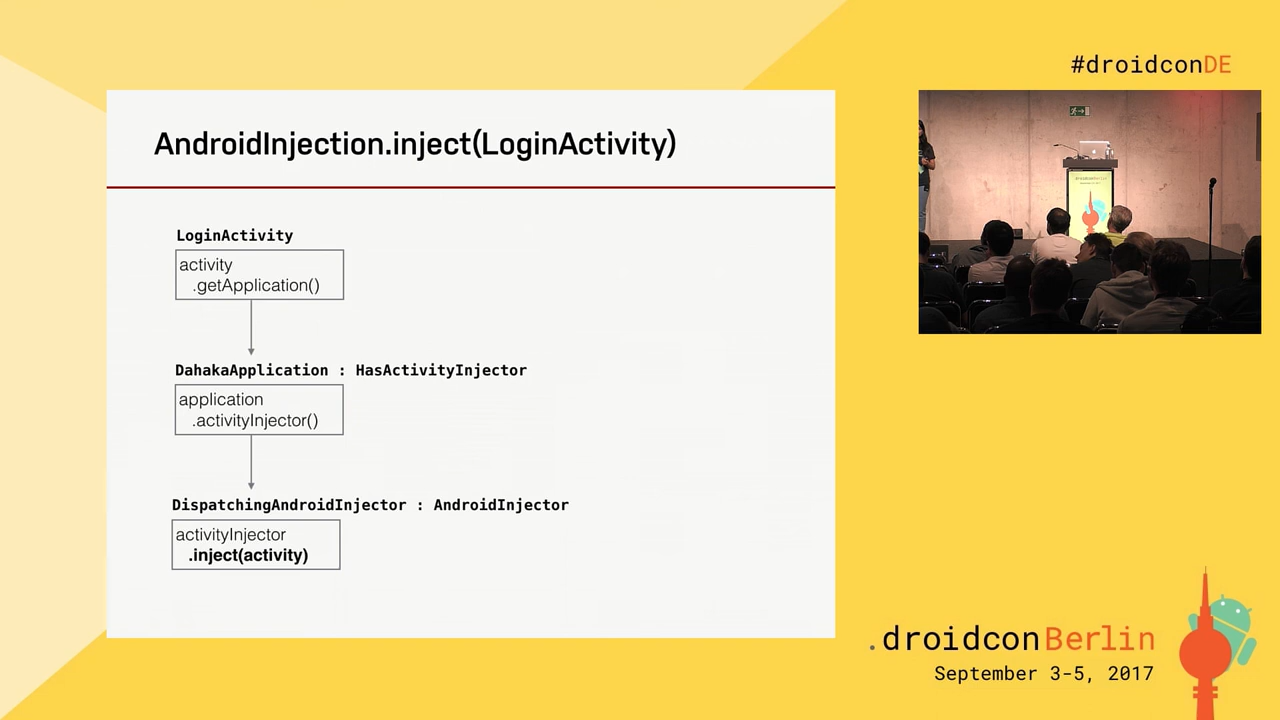 #droidconDE
AndroidInjection.inject(LoginActivity)
LoginActivity
activity
.getApplication()
DahakaApplication : HasActivityInjector
application
.activityInjector()
DispatchingAndroidInjector : AndroidInjector
activityInjector
.inject(activity)
.droidconBerlin
September 3-5, 2017